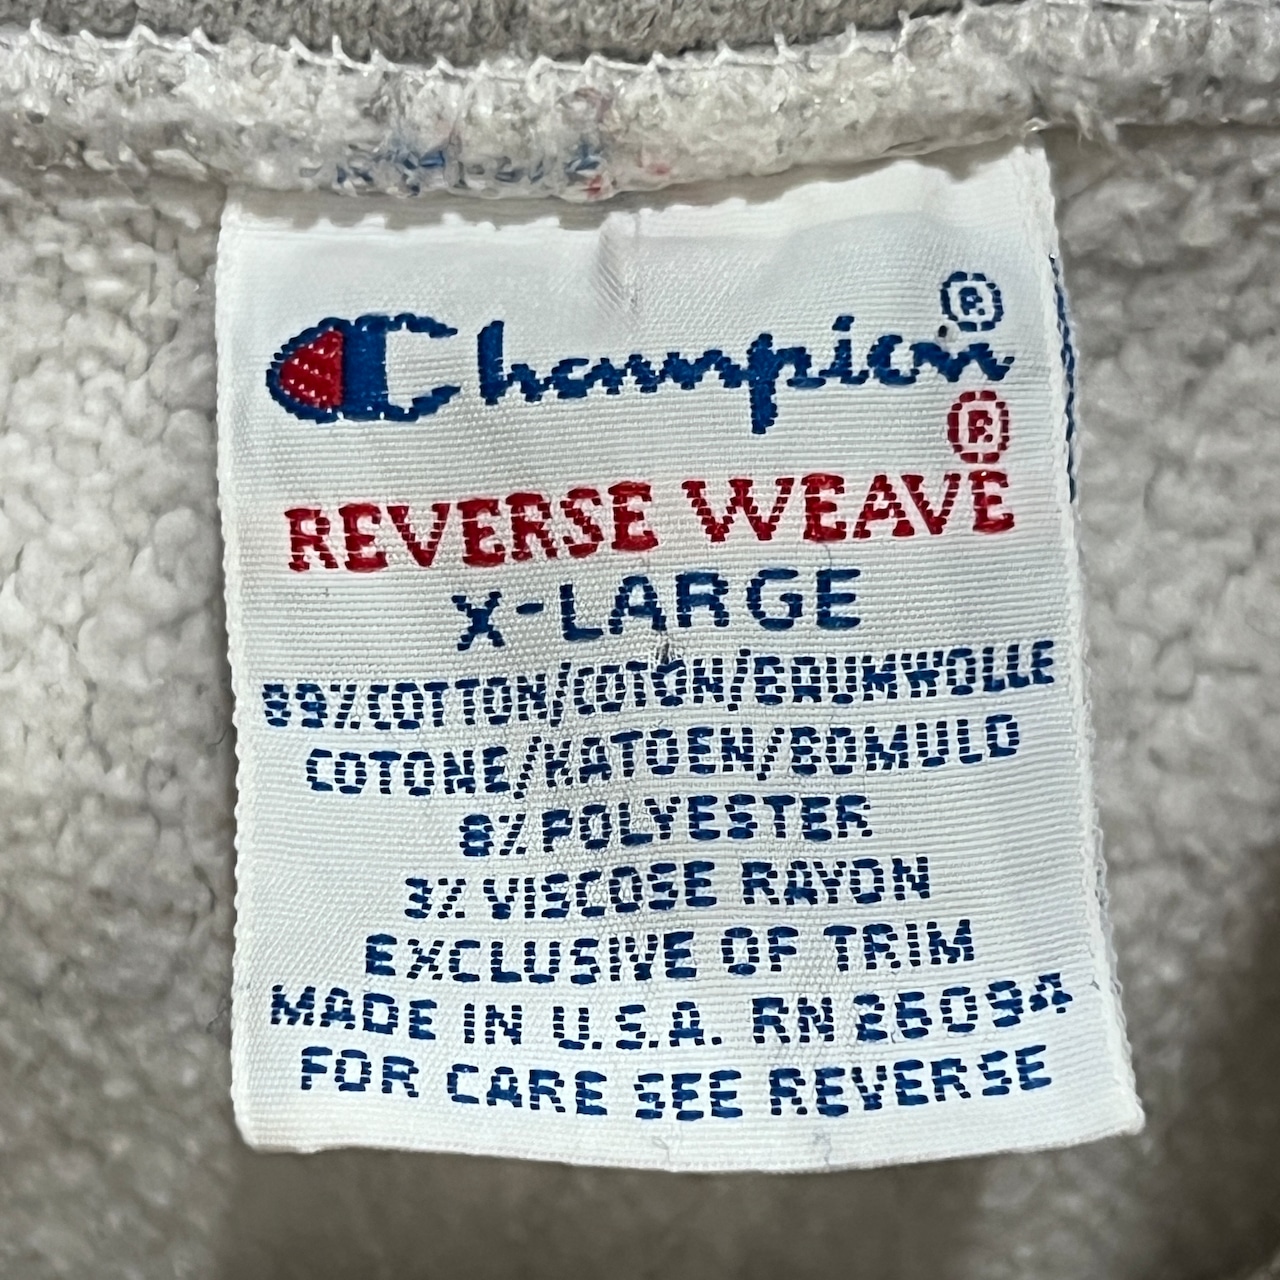 Champion®
REVERSE WEAVE®
X-LARGE
89% COTTON/COTON/BAUMWOLLE
COTONE/KATOEN/BOMULD
8% POLYESTER
3% VISCOSE RAYON
EXCLUSIVE OF TRIM
MADE IN U.S.A. RN 26094
FOR CARE SEE REVERSE